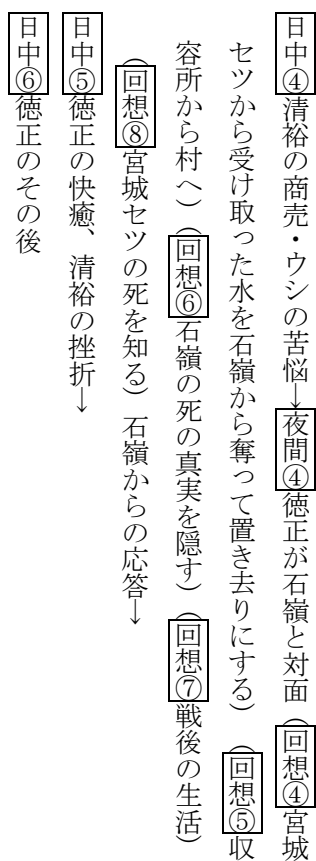 日中④清裕の商売・ウシの苦悩→夜間④徳正が石嶺と対面（回想④宮城
セツから受け取った水を石嶺から奪って置き去りにする）（回想⑤収
容所から村へ）（回想⑥石嶺の死の真実を隠す）（回想⑦戦後の生活）
（回想⑧宮城セツの死を知る）石嶺からの応答→
日中⑤徳正の快癒、清裕の挫折→
日中⑥徳正のその後